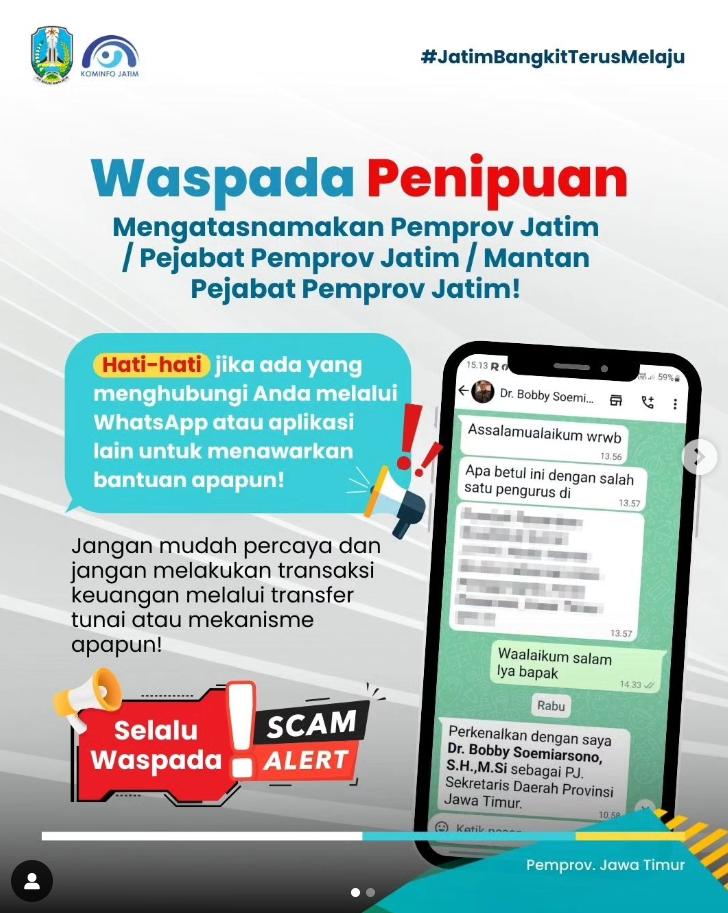 KOMINFO JATIM
#JatimBangkitTerusMelaju
Waspada Penipuan
Mengatasnamakan Pemprov Jatim
/ Pejabat Pemprov Jatim / Mantan
Pejabat Pemprov Jatim!
Hati-hati jika ada yang
menghubungi Anda melalui
WhatsApp atau aplikasi
lain untuk menawarkan
bantuan apapun!
Jangan mudah percaya dan
jangan melakukan transaksi
keuangan melalui transfer
tunai atau mekanisme
apapun!
Selalu
Waspada
SCAM
ALERT
15.13
59%
Dr. Bobby Soemi...
Assalamualaikum wrwb
13.56
Apa betul ini dengan salah
satu pengurus di
13.57
13.57
Waalaikum salam
Iya bapak
14.33
Rabu
Perkenalkan dengan saya
Dr. Bobby Soemiarsono,
S.H.,M.Si sebagai PJ.
Sekretaris Daerah Provinsi
Jawa Timur.
10.58
Ketik
Pemprov. Jawa Timur